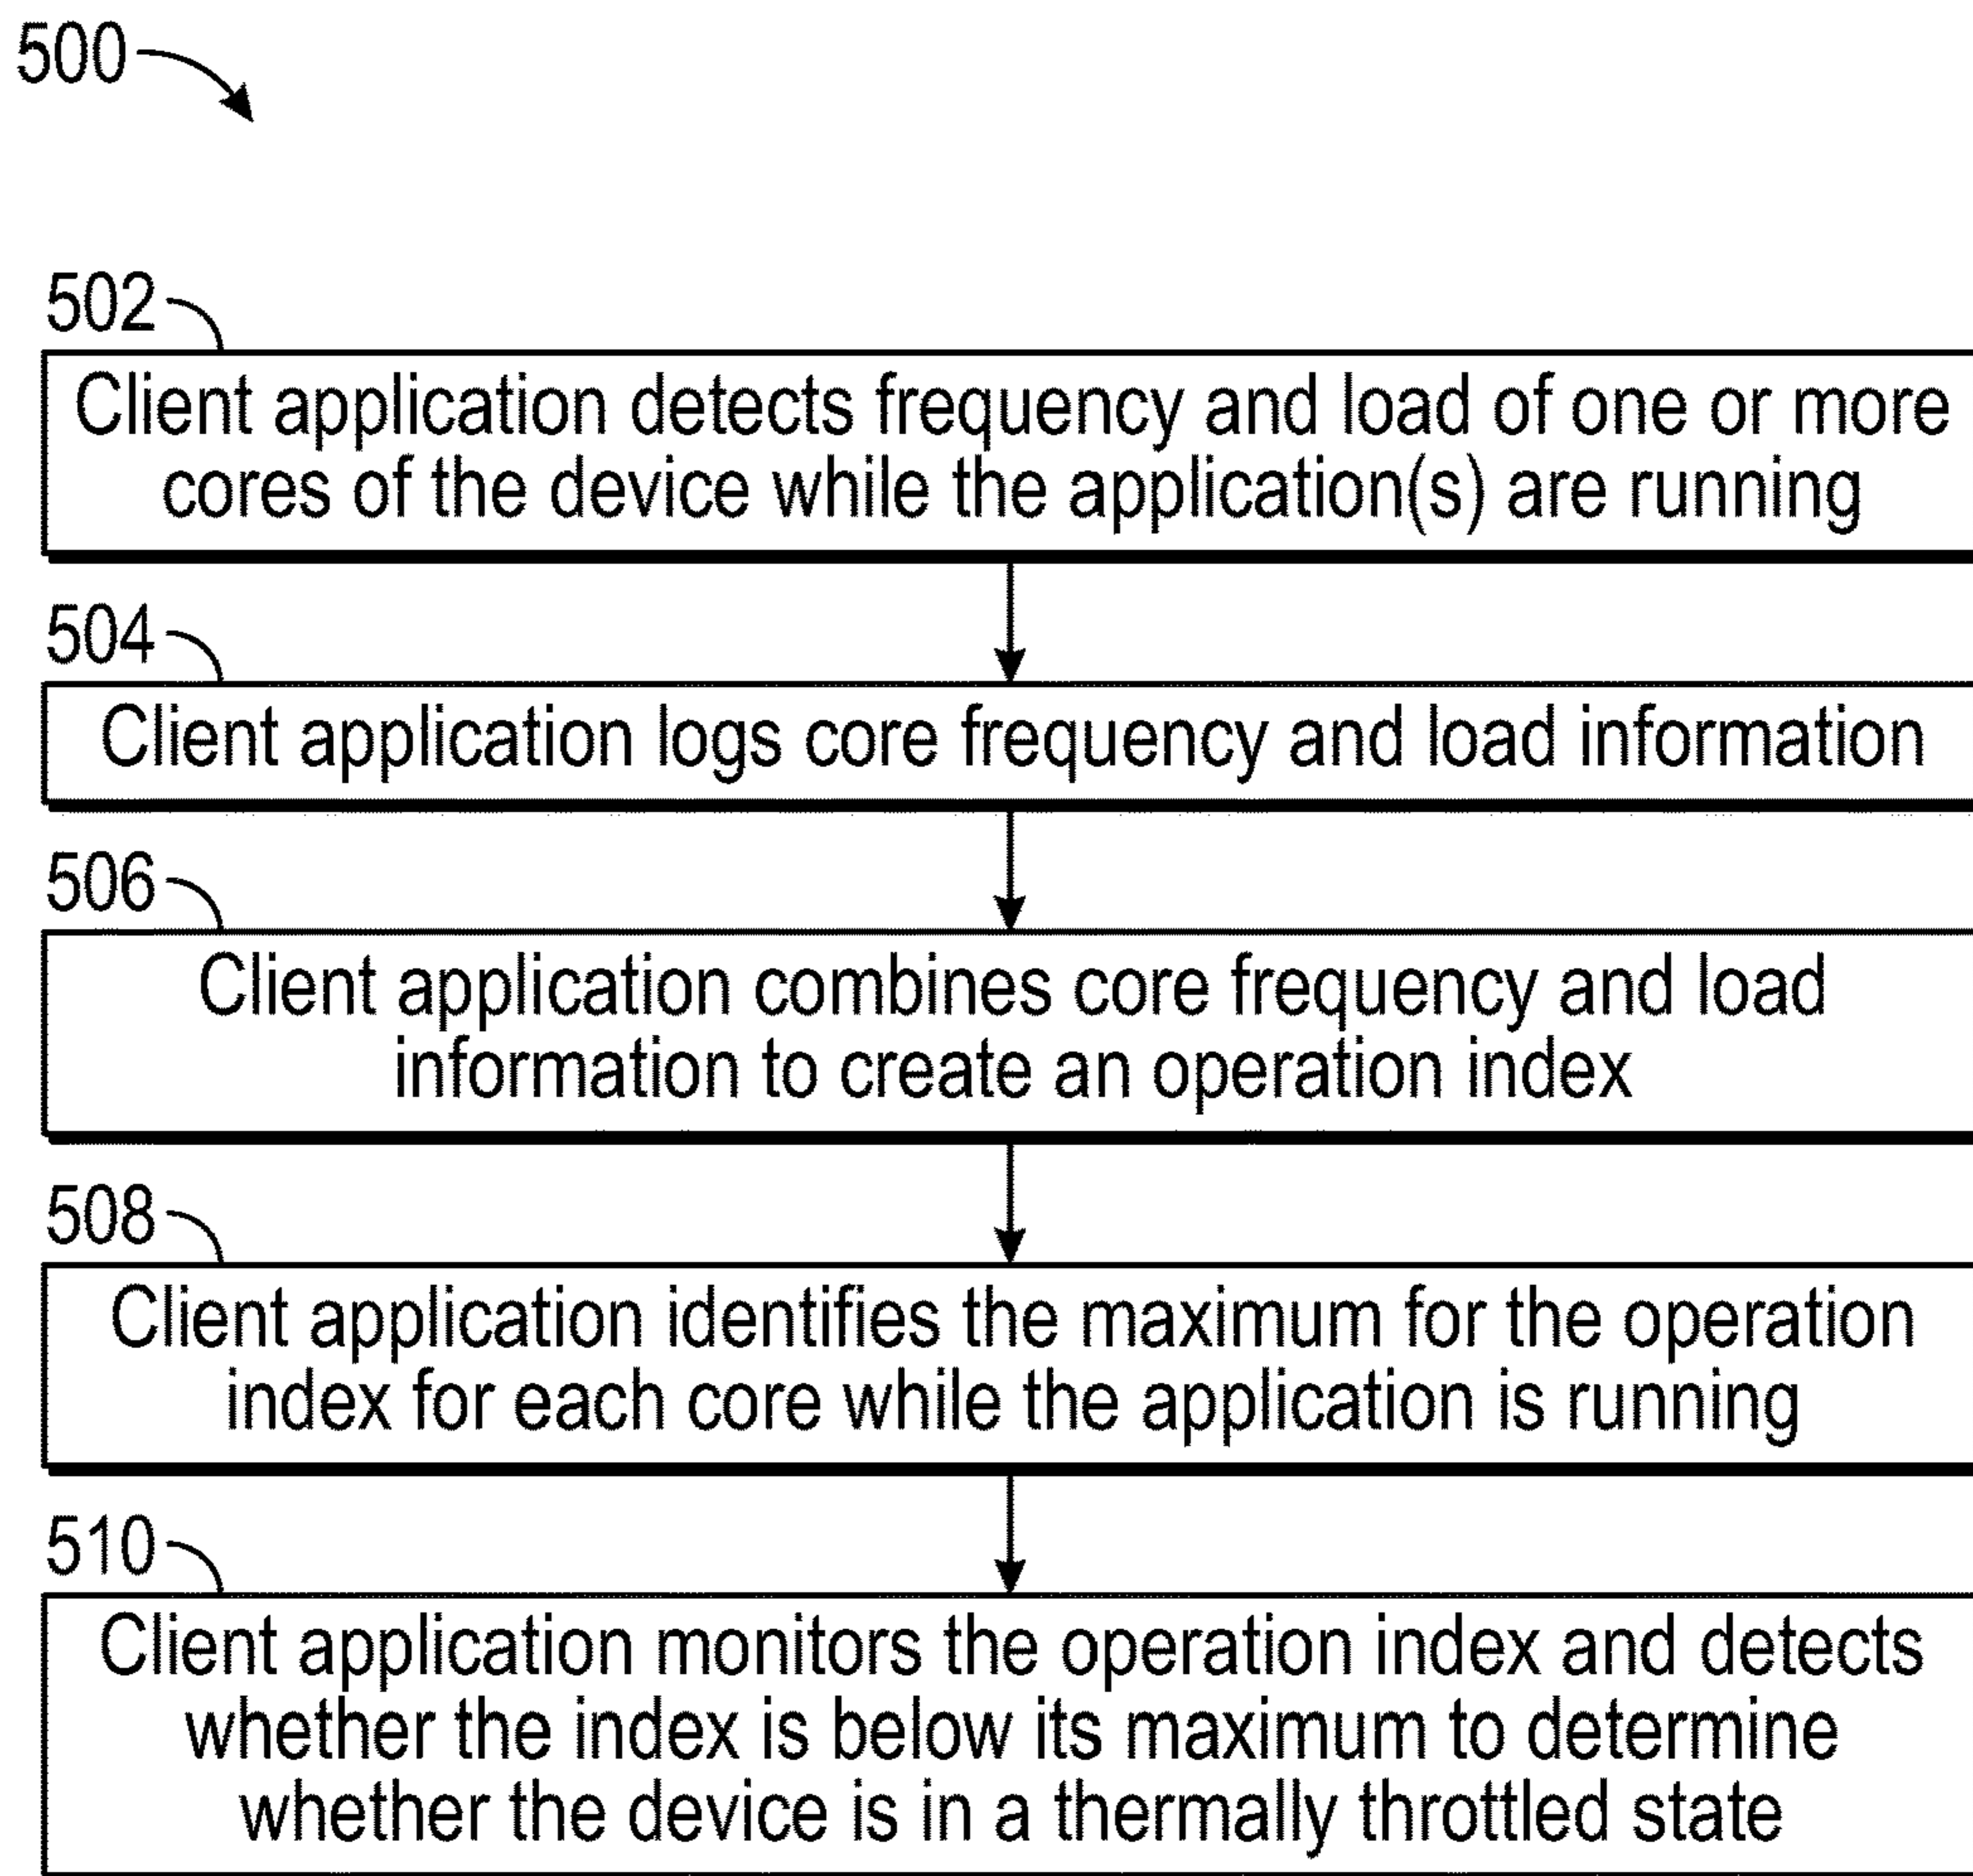 500
502
Client application detects frequency and load of one or more
cores of the device while the application(s) are running
504
Client application logs core frequency and load information
506
Client application combines core frequency and load
information to create an operation index
508
Client application identifies the maximum for the operation
index for each core while the application is running
510
Client application monitors the operation index and detects
whether the index is below its maximum to determine
whether the device is in a thermally throttled state